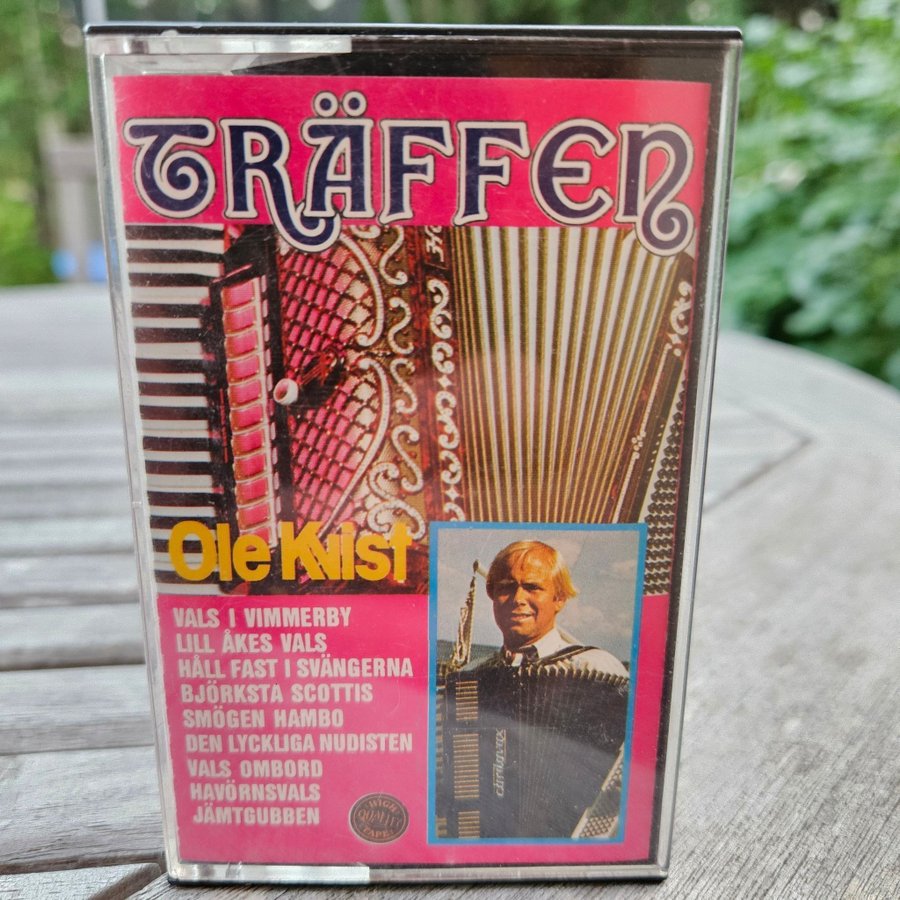 TRÄFFEN
Ole Kvist
VALS I VIMMERBY
LILL ÅKES VALS
HÅLL FAST I SVÄNGERNA
BJÖRKSTA SCOTTIS
SMÖGEN HAMBO
DEN LYCKLIGA NUDISTEN
VALS OMBORD
HAVÖRNSVALS
JÄMTGUBBEN
HIGH
QUALITY
TAPE